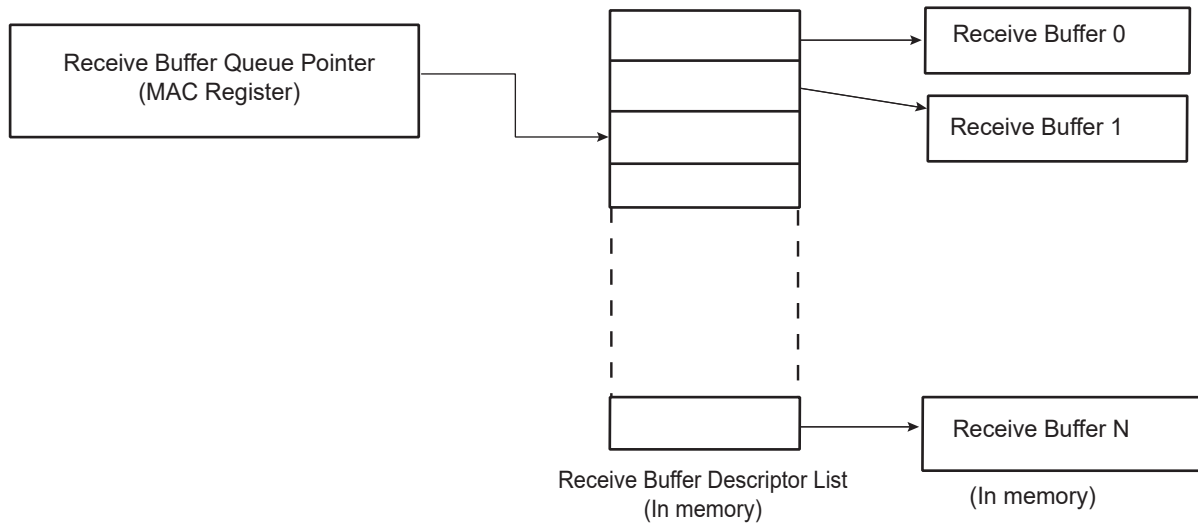 Receive Buffer Queue Pointer
(MAC Register)
Receive Buffer 0
Receive Buffer 1
Receive Buffer N
Receive Buffer Descriptor List
(In memory)
(In memory)